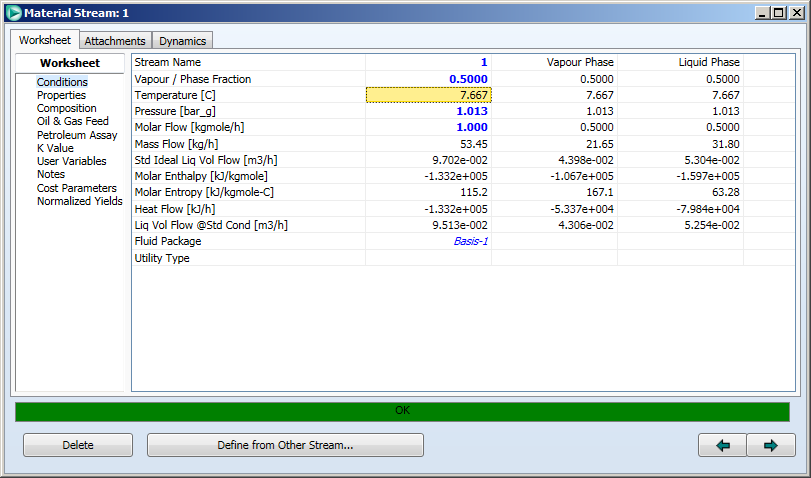 Material Stream: 1
Worksheet Attachments Dynamics
Worksheet
Conditions
Properties
Composition
Oil & Gas Feed
Petroleum Assay
K Value
User Variables
Notes
Cost Parameters
Normalized Yields
Stream Name 1 Vapour Phase Liquid Phase
Vapour / Phase Fraction 0.5000 0.5000 0.5000
Temperature [C] 7.667 7.667 7.667
Pressure [bar_g] 1.013 1.013 1.013
Molar Flow [kgmole/h] 1.000 0.5000 0.5000
Mass Flow [kg/h] 53.45 21.65 31.80
Std Ideal Liq Vol Flow [m3/h] 9.702e-002 4.398e-002 5.304e-002
Molar Enthalpy [kJ/kgmole] -1.332e+005 -1.067e+005 -1.597e+005
Molar Entropy [kJ/kgmole-C] 115.2 167.1 63.28
Heat Flow [kJ/h] -1.332e+005 -5.337e+004 -7.984e+004
Liq Vol Flow @Std Cond [m3/h] 9.513e-002 4.306e-002 5.254e-002
Fluid Package Basis-1
Utility Type
OK
Delete Define from Other Stream...